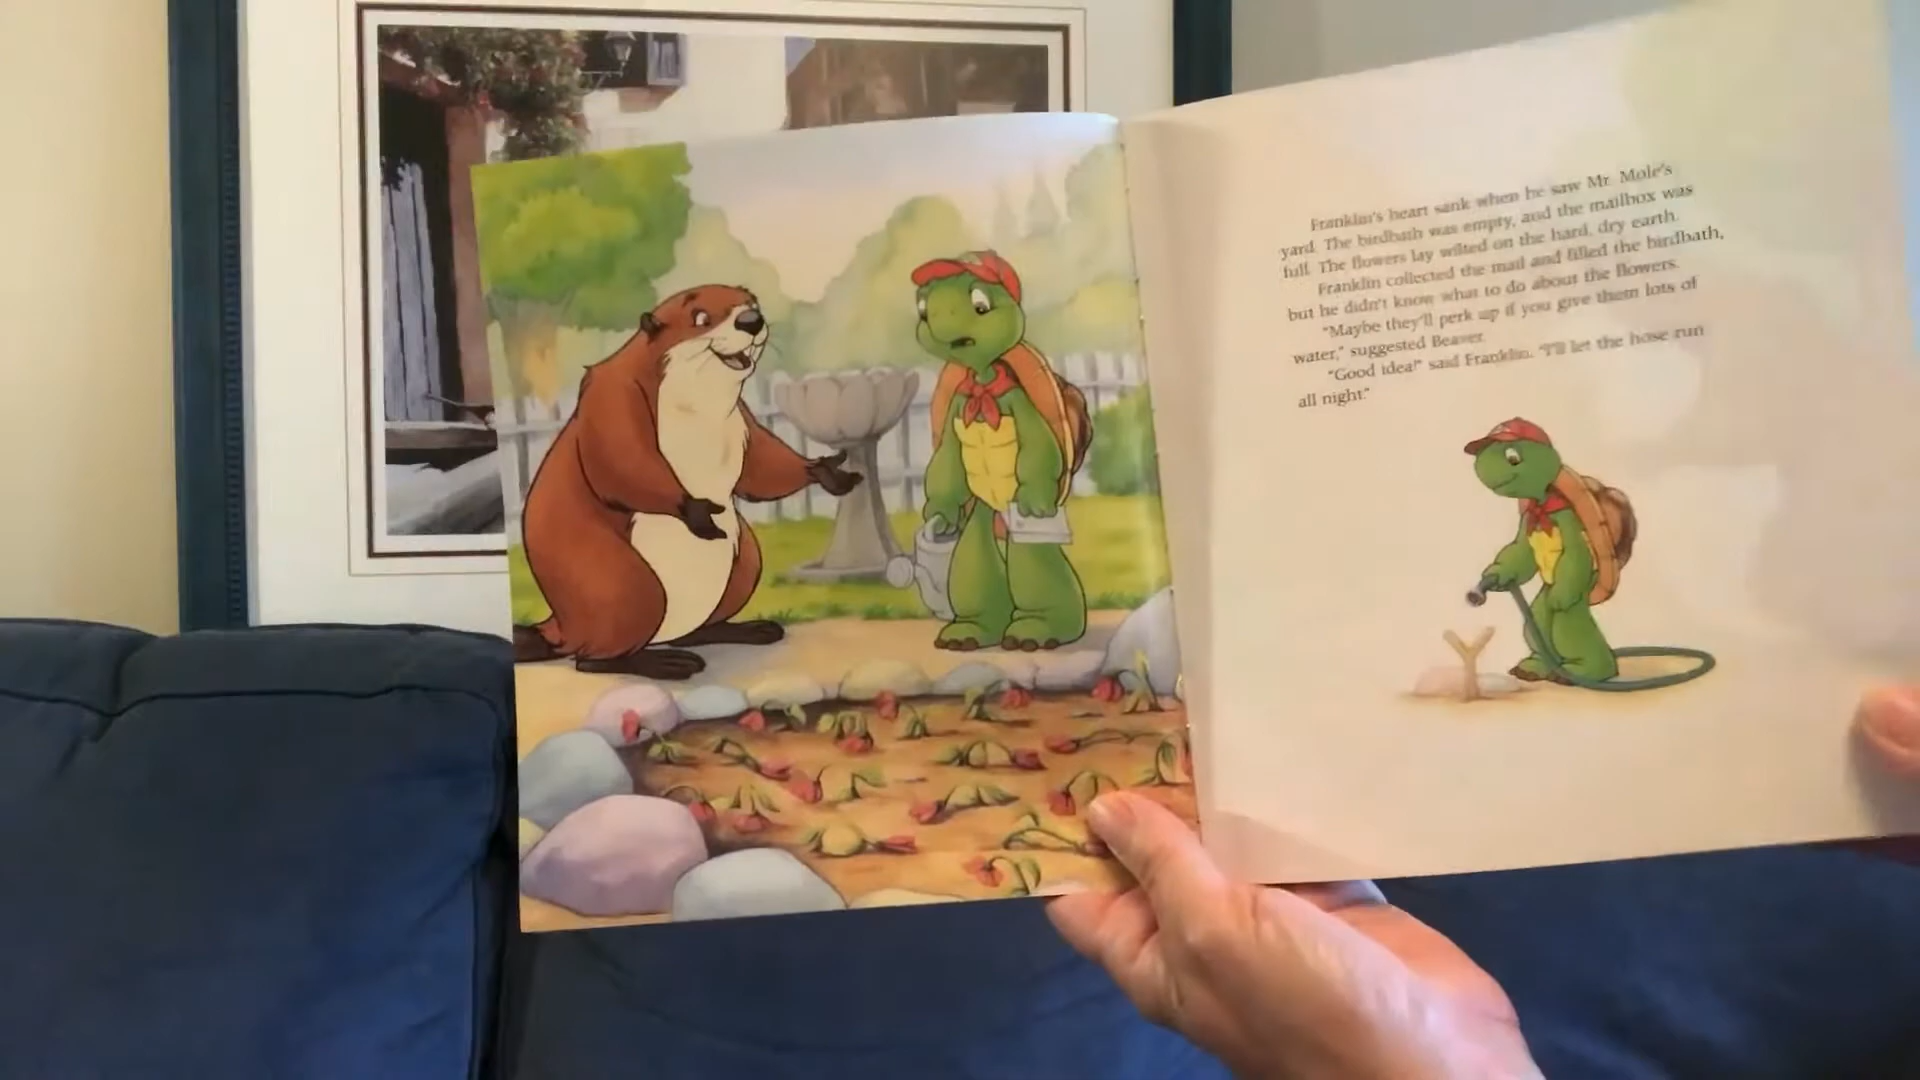 Franklin's heart sank when he saw Mr. Mole's
yard. The birdbath was empty, and the mailbox was
full. The flowers lay wilted on the hard, dry earth.
Franklin collected the mail and filled the birdbath,
but he didn't know what to do about the flowers.
"Maybe they'll perk up if you give them lots of
water," suggested Beaver.
"Good idea!" said Franklin. "I'll let the hose run
all night."